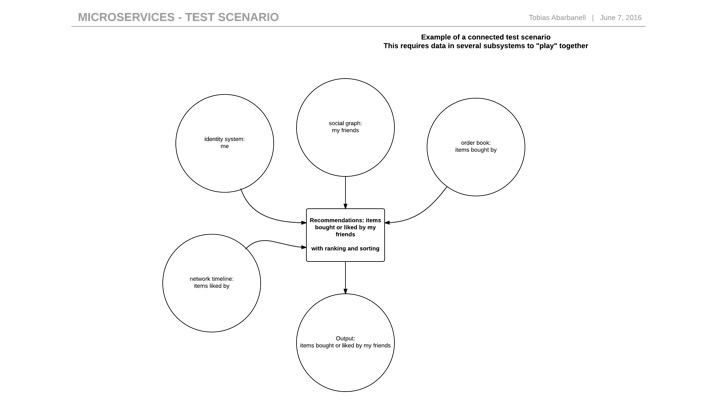 MICROSERVICES - TEST SCENARIO
Tobias Abarbanell | June 7, 2016
Example of a connected test scenario
This requires data in several subsystems to "play" together
social graph:
my friends
identity system:
me
order book:
items bought by
Recommendations: items
bought or liked by my
friends
with ranking and sorting
network timeline:
items liked by
Output:
items bought or liked by my friends